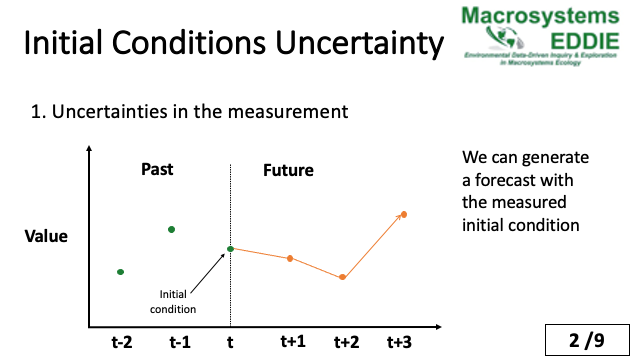 Initial Conditions Uncertainty
Macrosystems
EDDIE
Environmental Data-Driven Inquiry & Exploration
in Macrosystems Ecology
1. Uncertainties in the measurement
Past
Future
We can generate
a forecast with
the measured
initial condition
Value
Initial
condition
t-2
t-1
t
t+1
t+2
t+3
2 /9